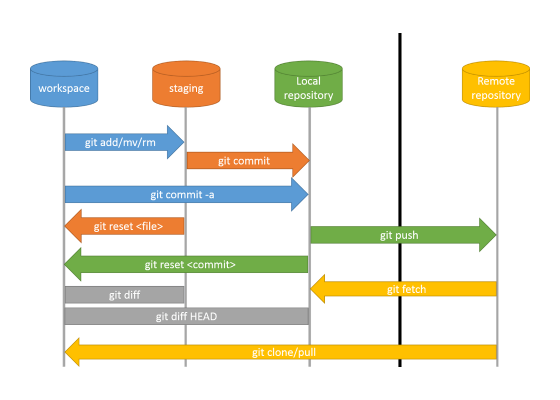 workspace
staging
Local
repository
Remote
repository
git add/mv/rm
git commit
git commit -a
git reset <file>
git push
git reset <commit>
git diff
git fetch
git diff HEAD
git clone/pull